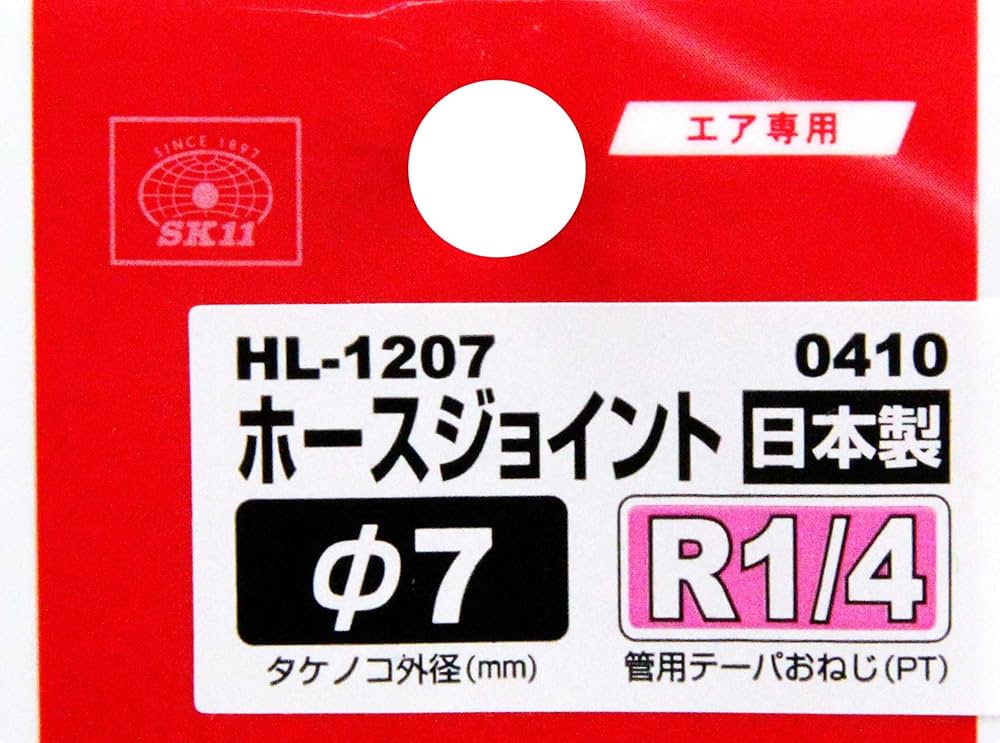 SINCE 1897
SK11
エア専用
HL-1207 0410
ホースジョイント 日本製
φ7 R1/4
タケノコ外径(mm) 管用テーパおねじ(PT)